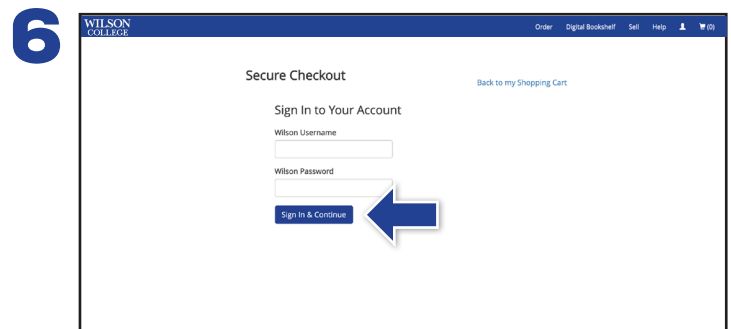 6
WILSON
COLLEGE
Order Digital Bookshelf Sell Help (0)
Secure Checkout
Back to my Shopping Cart
Sign In to Your Account
Wilson Username
Wilson Password
Sign In & Continue